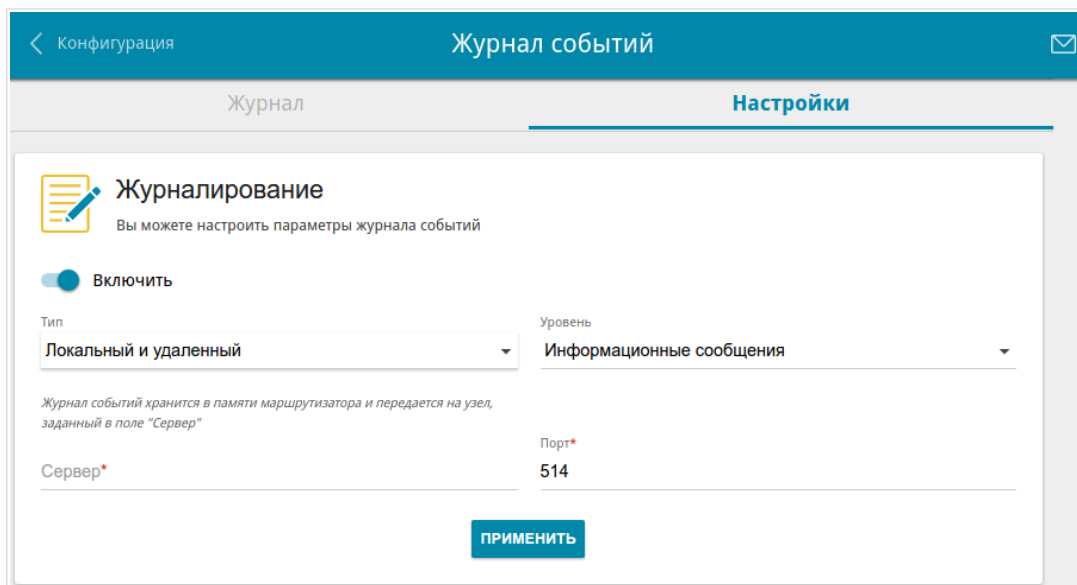 Конфигурация
Журнал событий
Журнал
Настройки
Журналирование
Вы можете настроить параметры журнала событий
Включить
Тип
Уровень
Локальный и удаленный
Информационные сообщения
Журнал событий хранится в памяти маршрутизатора и передается на узел,
заданный в поле "Сервер"
Порт*
Сервер*
514
ПРИМЕНИТЬ